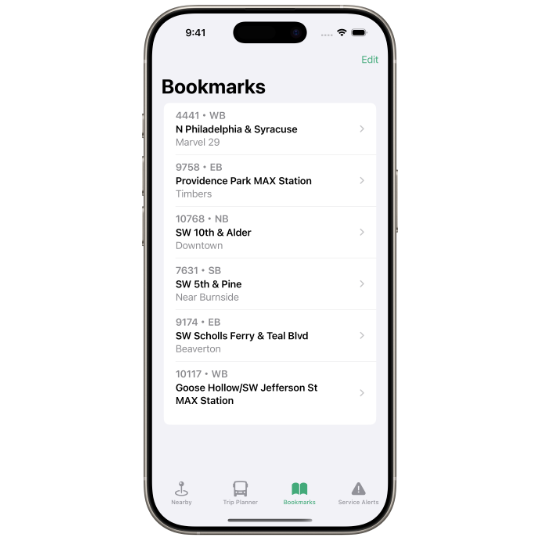 9:41
Edit
Bookmarks
4441 • WB
N Philadelphia & Syracuse
Marvel 29
9758 • EB
Providence Park MAX Station
Timbers
10768 • NB
SW 10th & Alder
Downtown
7631 • SB
SW 5th & Pine
Near Burnside
9174 • EB
SW Scholls Ferry & Teal Blvd
Beaverton
10117 • WB
Goose Hollow/SW Jefferson St
MAX Station
Nearby
Trip Planner
Bookmarks
Service Alerts